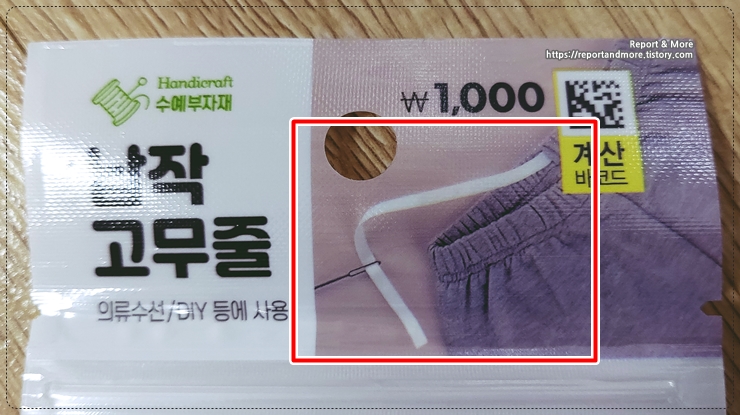 Report & More
https://reportandmore.tistory.com
Handicraft
수예부자재
₩1,000
납작
고무줄
의류수선/DIY 등에 사용
계산
바코드